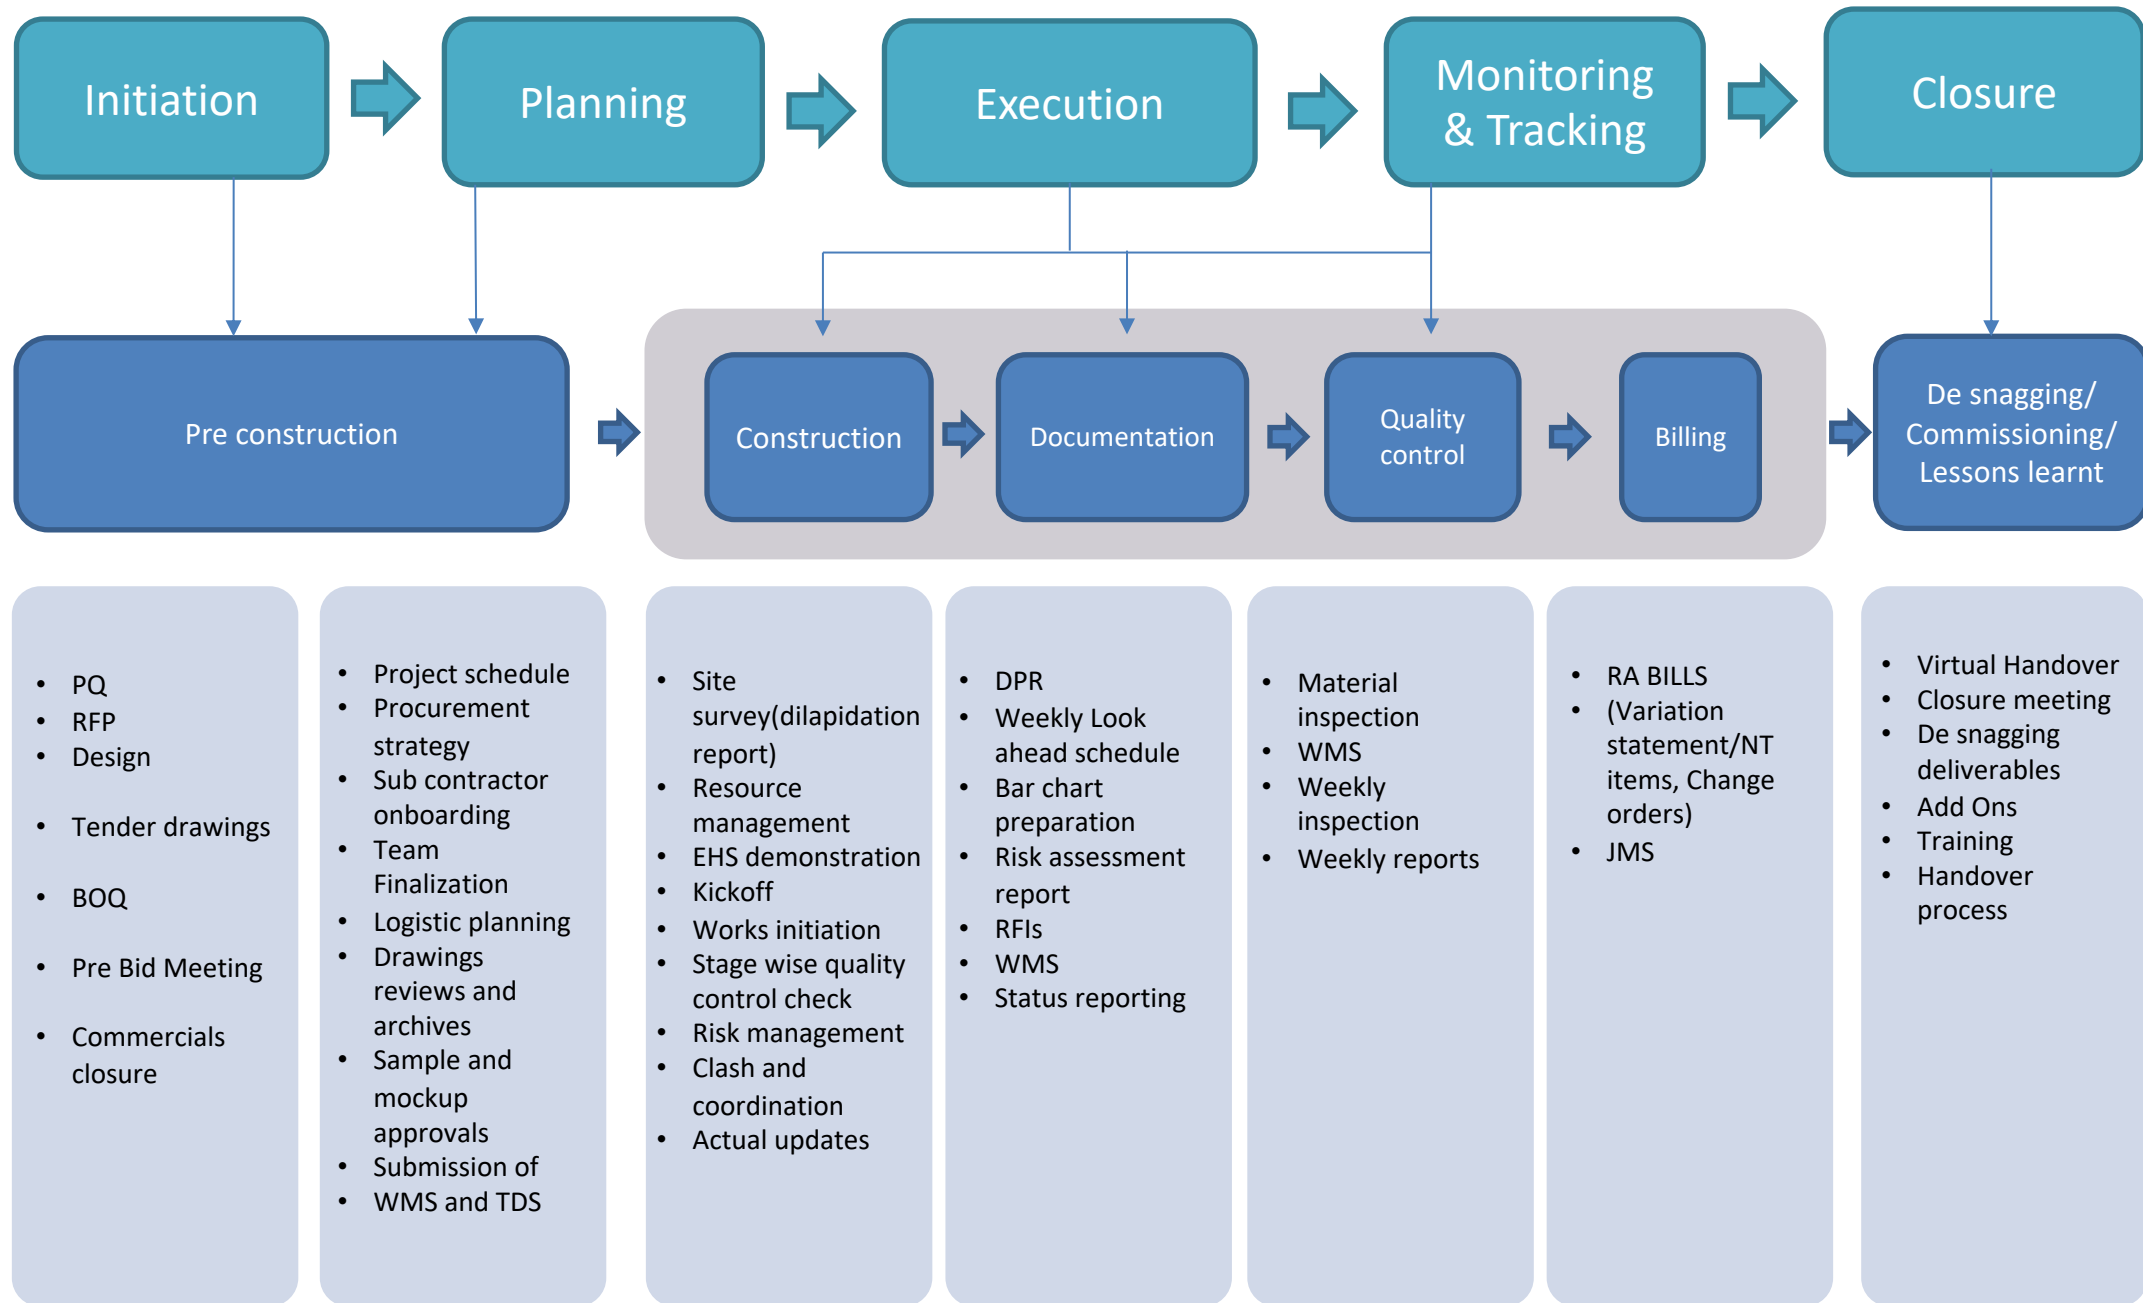 Initiation
Planning
Execution
Monitoring
& Tracking
Closure
Pre construction
Construction
Documentation
Quality
control
Billing
De snagging/
Commissioning/
Lessons learnt
• PQ
• RFP
• Design
• Tender drawings
• BOQ
• Pre Bid Meeting
• Commercials
closure
• Project schedule
• Procurement
strategy
• Sub contractor
onboarding
• Team
Finalization
• Logistic planning
• Drawings
reviews and
archives
• Sample and
mockup
approvals
• Submission of
• WMS and TDS
• Site
survey(dilapidation
report)
• Resource
management
• EHS demonstration
• Kickoff
• Works initiation
• Stage wise quality
control check
• Risk management
• Clash and
coordination
• Actual updates
• DPR
• Weekly Look
ahead schedule
• Bar chart
preparation
• Risk assessment
report
• RFIs
• WMS
• Status reporting
• Material
inspection
• WMS
• Weekly
inspection
• Weekly reports
• RA BILLS
• (Variation
statement/NT
items, Change
orders)
• JMS
• Virtual Handover
• Closure meeting
• De snagging
deliverables
• Add Ons
• Training
• Handover
process